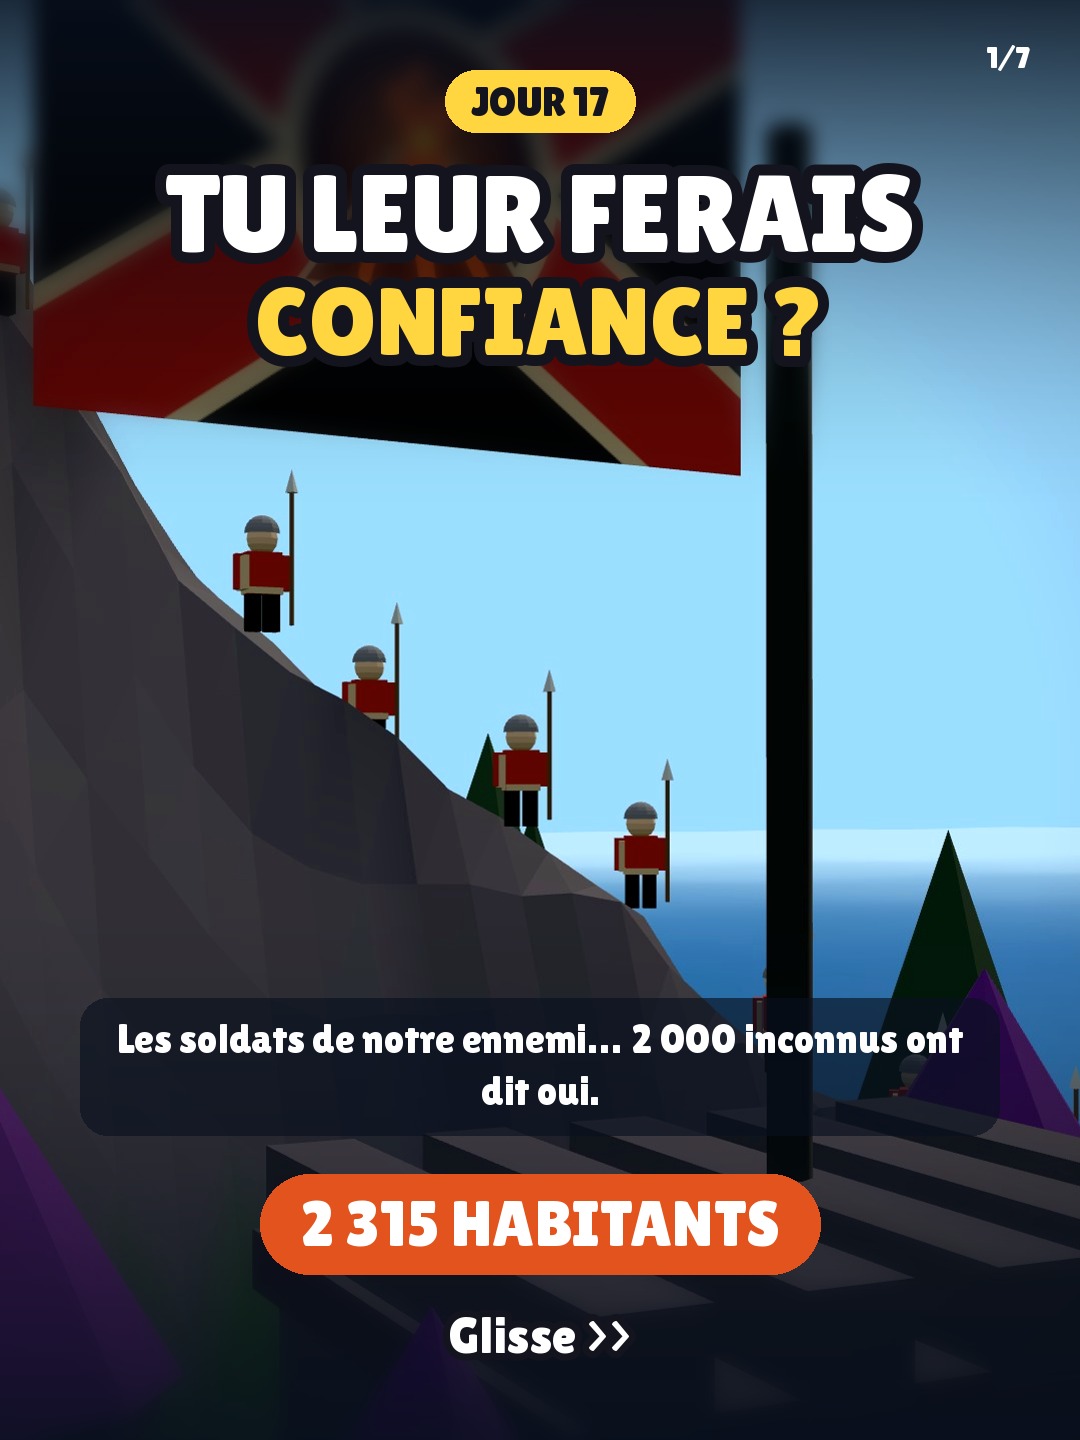 1/7
JOUR 17
TU LEUR FERAIS
CONFIANCE ?
Les soldats de notre ennemi... 2 000 inconnus ont
dit oui.
2 315 HABITANTS
Glisse >>